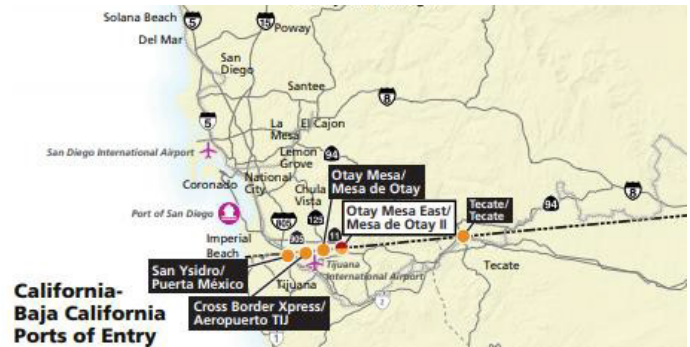 Solana Beach
5
15
Poway
Del Mar
San
Diego
Santee
8
5
La
Mesa
El Cajon
San Diego International Airport
Lemon
Grove
94
Coronado
National
City
Chula
Vista
Otay Mesa/
Mesa de Otay
8
Port of San Diego
805
125
Otay Mesa East/
Mesa de Otay II
Tecate/
Tecate
94
Imperial
Beach
905
11
San Ysidro/
Puerta México
Tijuana
International Airport
Tecate
Tijuana
Cross Border Xpress/
Aeropuerto TIJ
2
1
California-
Baja California
Ports of Entry